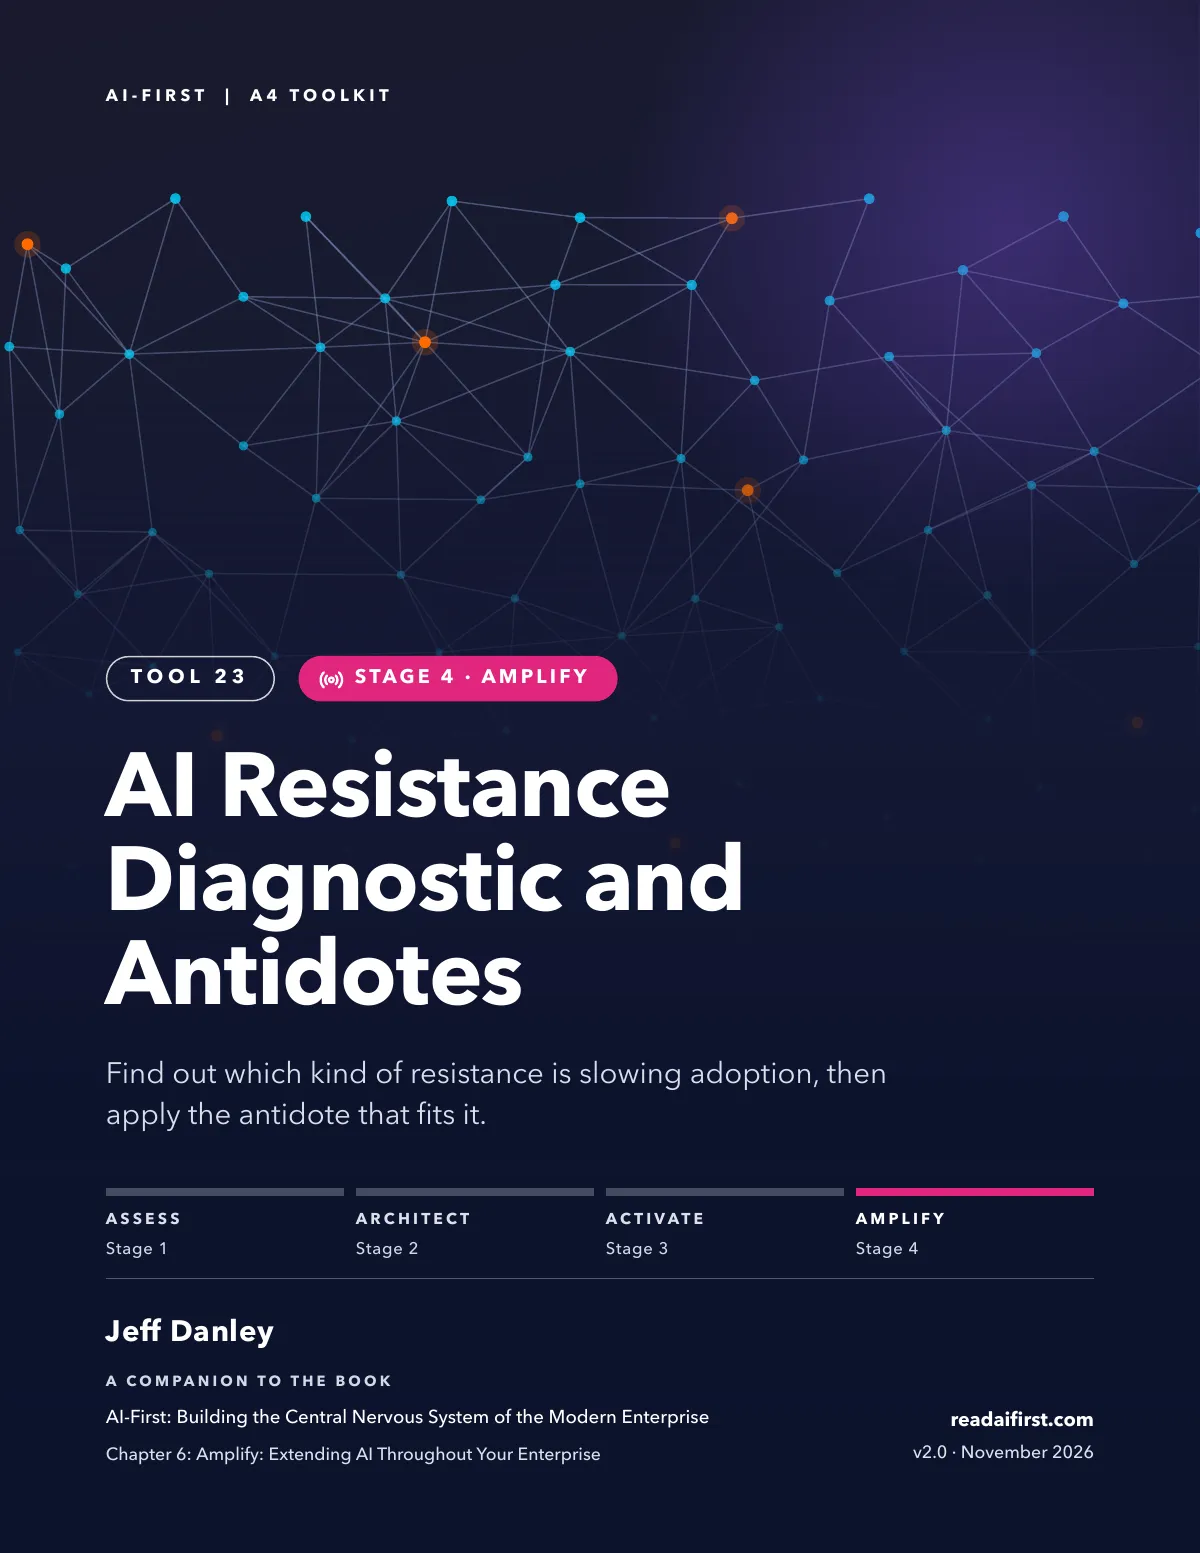 AI-FIRST | A4 TOOLKIT
TOOL 23
STAGE 4 · AMPLIFY
AI Resistance
Diagnostic and
Antidotes
Find out which kind of resistance is slowing adoption, then
apply the antidote that fits it.
ASSESS
Stage 1
ARCHITECT
Stage 2
ACTIVATE
Stage 3
AMPLIFY
Stage 4
Jeff Danley
A COMPANION TO THE BOOK
AI-First: Building the Central Nervous System of the Modern Enterprise
Chapter 6: Amplify: Extending AI Throughout Your Enterprise
readaifirst.com
v2.0 · November 2026